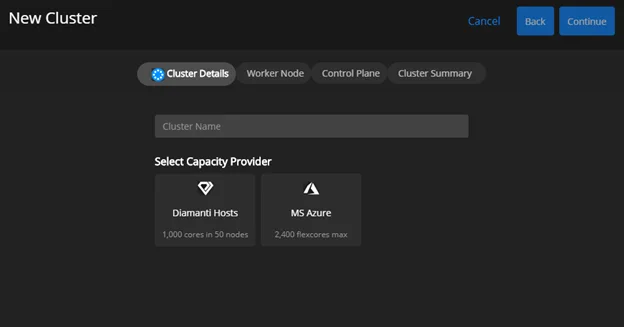 New Cluster
Cancel
Back
Continue
Cluster Details
Worker Node
Control Plane
Cluster Summary
Cluster Name
Select Capacity Provider
Diamanti Hosts
1,000 cores in 50 nodes
MS Azure
2,400 flexcores max